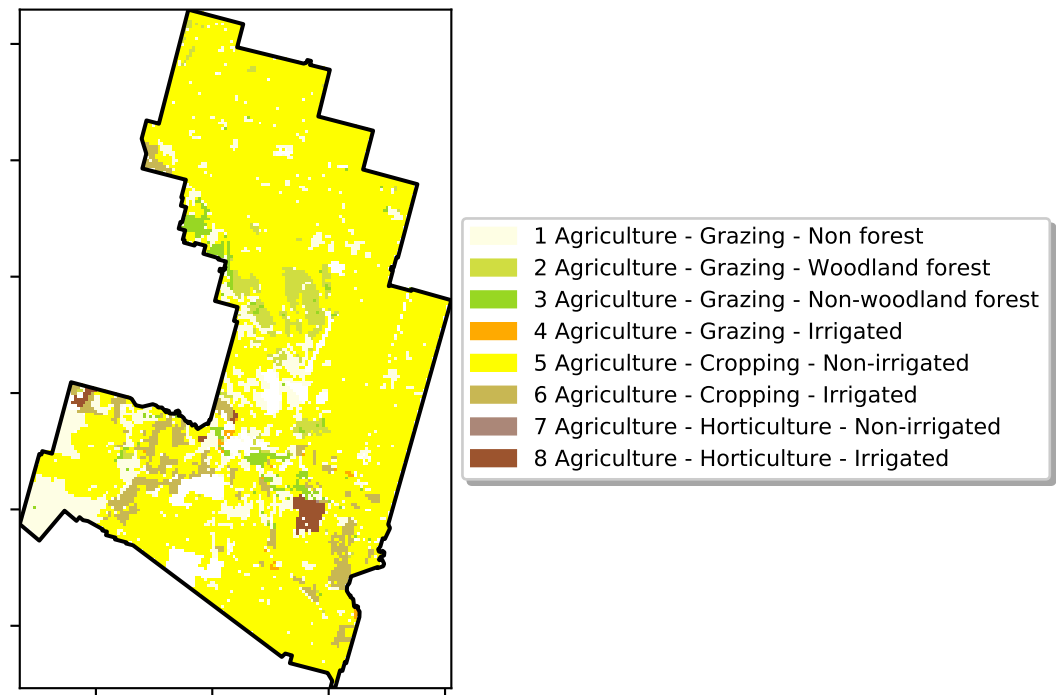 1 Agriculture - Grazing - Non forest
2 Agriculture - Grazing - Woodland forest
3 Agriculture - Grazing - Non-woodland forest
4 Agriculture - Grazing - Irrigated
5 Agriculture - Cropping - Non-irrigated
6 Agriculture - Cropping - Irrigated
7 Agriculture - Horticulture - Non-irrigated
8 Agriculture - Horticulture - Irrigated